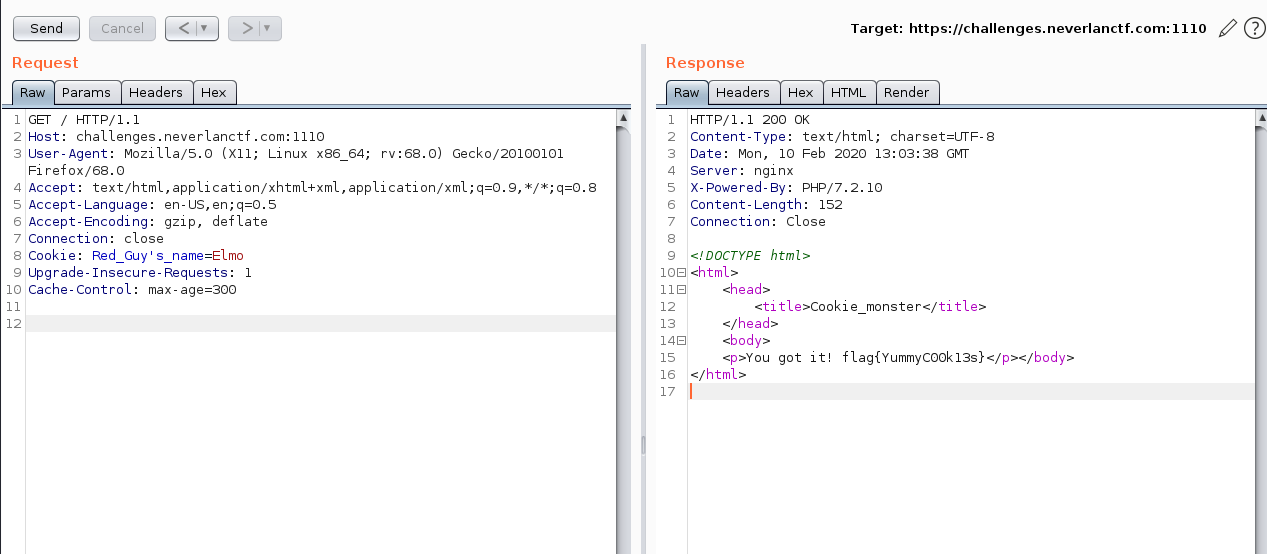 Send Cancel < > Target: https://challenges.neverlanctf.com:1110 ?
Request
Raw Params Headers Hex
1 GET / HTTP/1.1
2 Host: challenges.neverlanctf.com:1110
3 User-Agent: Mozilla/5.0 (X11; Linux x86_64; rv:68.0) Gecko/20100101
Firefox/68.0
4 Accept: text/html,application/xhtml+xml,application/xml;q=0.9,*/*;q=0.8
5 Accept-Language: en-US,en;q=0.5
6 Accept-Encoding: gzip, deflate
7 Connection: close
8 Cookie: Red_Guy's_name=Elmo
9 Upgrade-Insecure-Requests: 1
10 Cache-Control: max-age=300
11
12
Response
Raw Headers Hex HTML Render
1 HTTP/1.1 200 OK
2 Content-Type: text/html; charset=UTF-8
3 Date: Mon, 10 Feb 2020 13:03:38 GMT
4 Server: nginx
5 X-Powered-By: PHP/7.2.10
6 Content-Length: 152
7 Connection: Close
8
9 <!DOCTYPE html>
10 <html>
11 <head>
12 <title>Cookie_monster</title>
13 </head>
14 <body>
15 <p>You got it! flag{YummyC00k13s}</p></body>
16 </html>
17